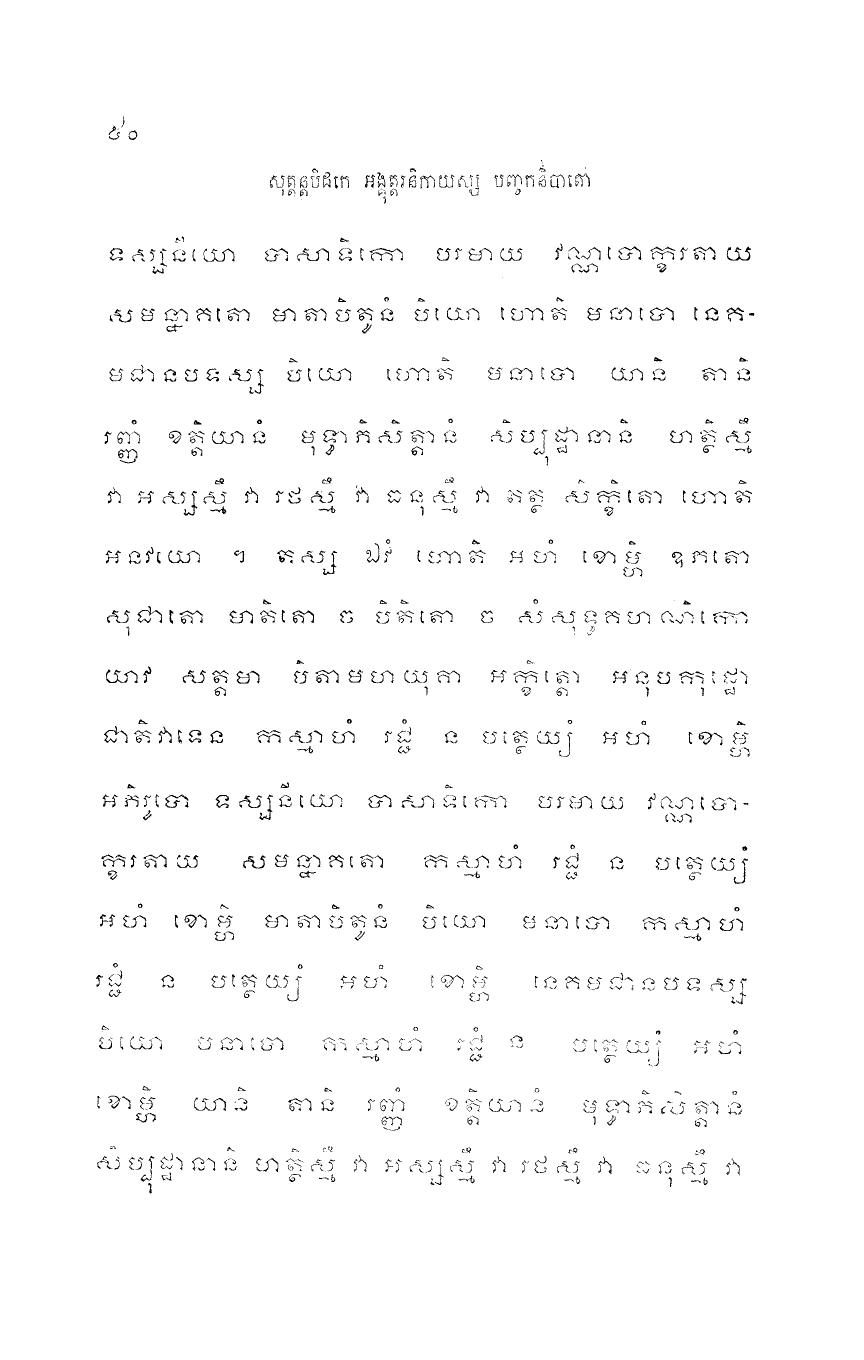 ៥០
សុត្តន្តបិដកេ អង្គុត្តរនិកាយស្ស បញ្ចកនិបាតោ
ទស្សនីយោ បាសាទិកោ បរមាយ វណ្ណបោក្ខរតាយ
សមន្នាគតោ មាតាបិតូនំ បិយោ ហោតិ មនាបោ នេគ-
មជានបទស្ស បិយោ ហោតិ មនាបោ យានិ តានិ
រញ្ញំ ខត្តិយានំ មុទ្ធាភិសិត្តានំ សិប្បុដ្ឋានានិ ហត្ថិស្មឹ
វា អស្សស្មឹ វា រថស្មឹ វា ធនុស្មឹ វា តត្ថ សិក្ខិតោ ហោតិ
អនវយោ ។ តស្ស ឯវំ ហោតិ អហំ ខោម្ហិ ឧភតោ
សុជាតោ មាតិតោ ច បិតិតោ ច សំសុទ្ធគហណិកោ
យាវ សត្តមា បិតាមហយុគា អក្ខិត្តោ អនុបក្កុដ្ឋោ
ជាតិវាទេន កស្មាហំ រជ្ជំ ន បត្ថេយ្យំ អហំ ខោម្ហិ
អភិរូបោ ទស្សនីយោ បាសាទិកោ បរមាយ វណ្ណបោ-
ក្ខរតាយ សមន្នាគតោ កស្មាហំ រជ្ជំ ន បត្ថេយ្យំ
អហំ ខោម្ហិ មាតាបិតូនំ បិយោ មនាបោ កស្មាហំ
រជ្ជំ ន បត្ថេយ្យំ អហំ ខោម្ហិ នេគមជានបទស្ស
បិយោ មនាបោ កស្មាហំ រជ្ជំ ន បត្ថេយ្យំ អហំ
ខោម្ហិ យានិ តានិ រញ្ញំ ខត្តិយានំ មុទ្ធាភិសិត្តានំ
សិប្បុដ្ឋានានិ ហត្ថិស្មឹ វា អស្សស្មឹ វា រថស្មឹ វា ធនុស្មឹ វា